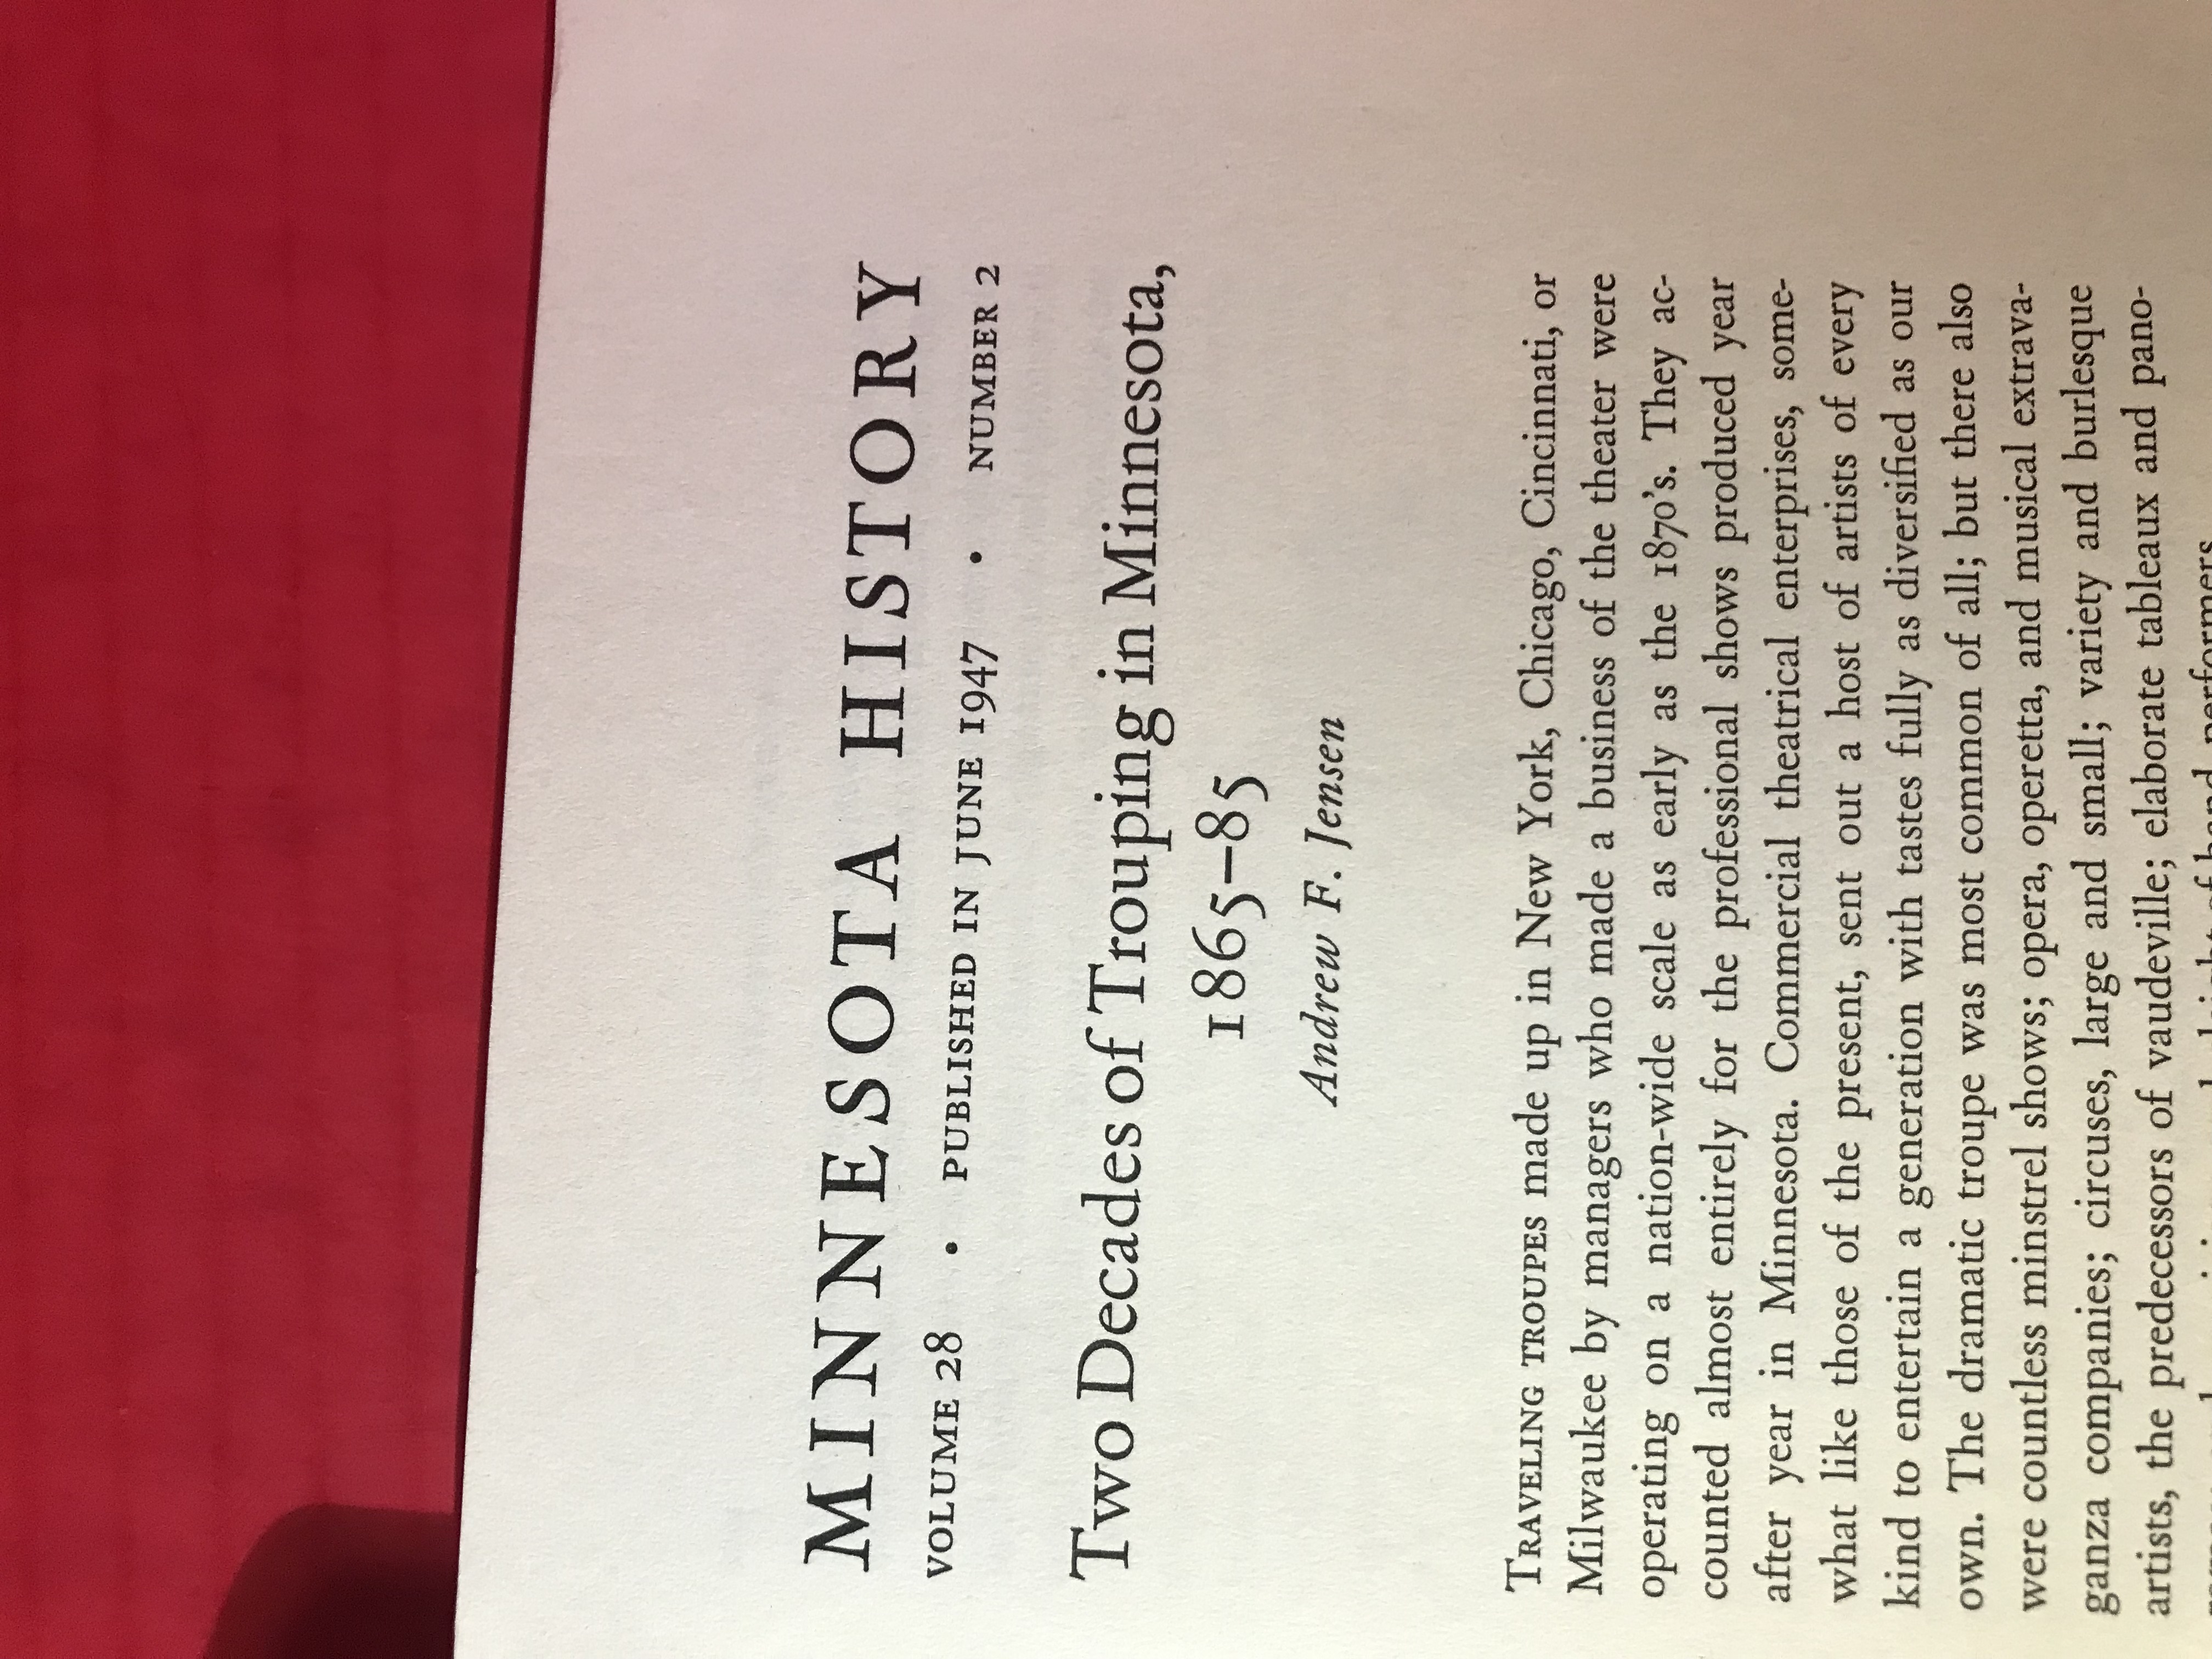 MINNESOTA HISTORY
VOLUME 28 • PUBLISHED IN JUNE 1947 • NUMBER 2
Two Decades of Trouping in Minnesota,
1865–85
Andrew F. Jensen
TRAVELING TROUPES made up in New York, Chicago, Cincinnati, or
Milwaukee by managers who made a business of the theater were
operating on a nation-wide scale as early as the 1870's. They ac-
counted almost entirely for the professional shows produced year
after year in Minnesota. Commercial theatrical enterprises, some-
what like those of the present, sent out a host of artists of every
kind to entertain a generation with tastes fully as diversified as our
own. The dramatic troupe was most common of all; but there also
were countless minstrel shows; opera, operetta, and musical extrava-
ganza companies; circuses, large and small; variety and burlesque
artists, the predecessors of vaudeville; elaborate tableaux and pano-
performers